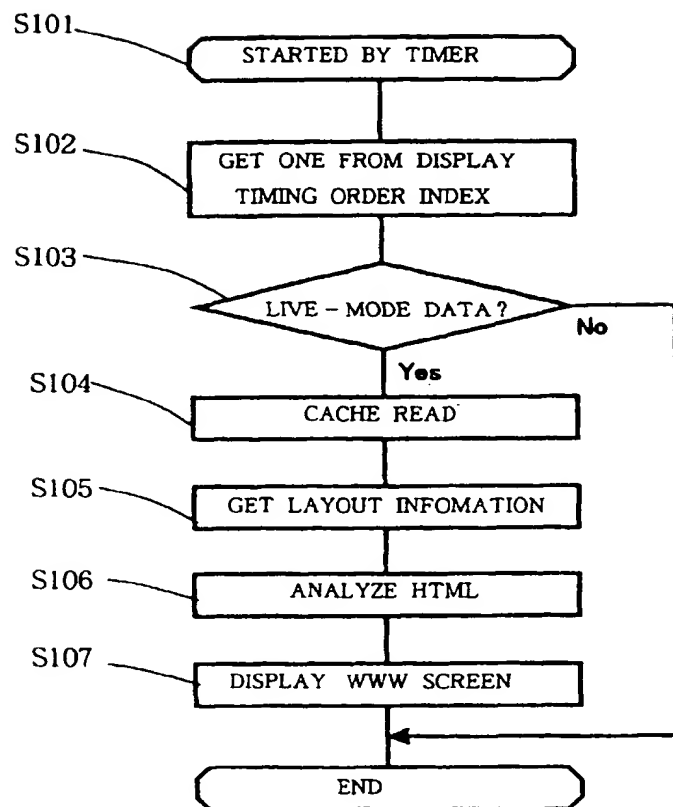 S101
STARTED BY TIMER
S102
GET ONE FROM DISPLAY
TIMING ORDER INDEX
S103
LIVE - MODE DATA?
No
Yes
S104
CACHE READ
S105
GET LAYOUT INFOMATION
S106
ANALYZE HTML
S107
DISPLAY WWW SCREEN
END